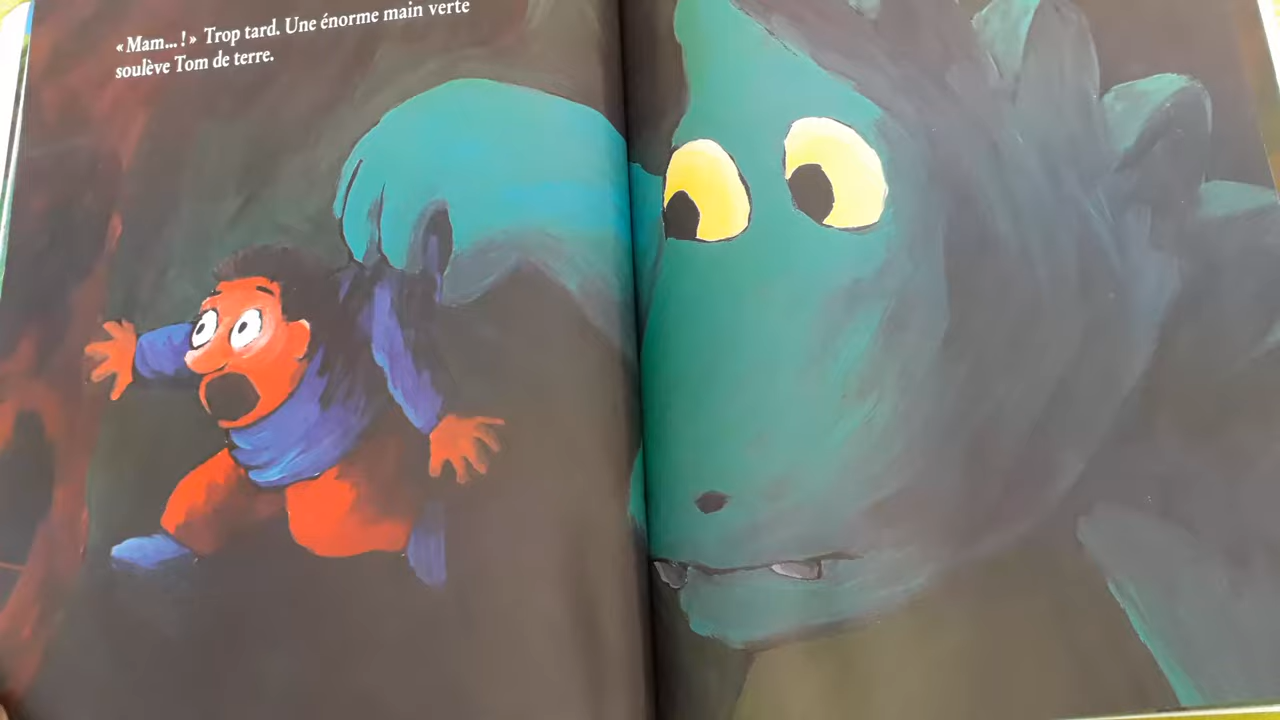 « Mam... ! » Trop tard. Une énorme main verte
soulève Tom de terre.